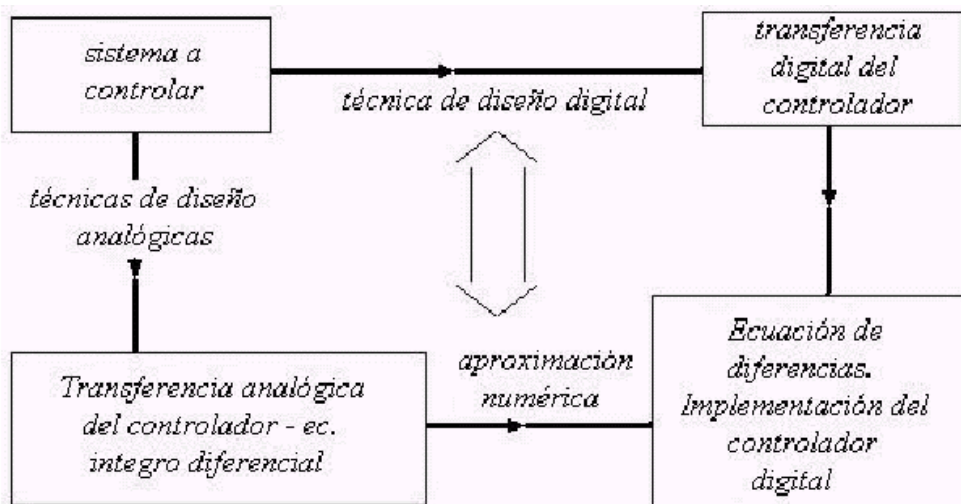 sistema a
controlar
técnica de diseño digital
transferencia
digital del
controlador
técnicas de diseño
analógicas
Transferencia analógica
del controlador - ec.
integro diferencial
aproximación
numérica
Ecuación de
diferencias.
Implementación del
controlador
digital